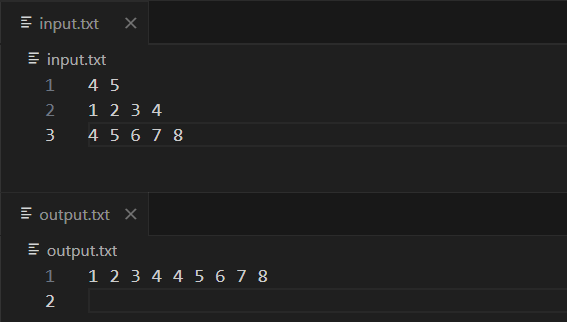 input.txt
input.txt
1 4 5
2 1 2 3 4
3 4 5 6 7 8
output.txt
output.txt
1 1 2 3 4 4 5 6 7 8
2